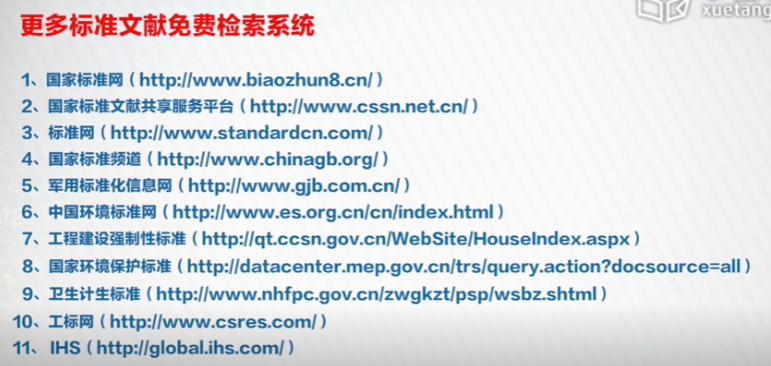 xuetang
更多标准文献免费检索系统
1、国家标准网（http://www.biaozhun8.cn/）
2、国家标准文献共享服务平台（http://www.cssn.net.cn/）
3、标准网（http://www.standardcn.com/）
4、国家标准频道（http://www.chinagb.org/）
5、军用标准化信息网（http://www.gjb.com.cn/）
6、中国环境标准网（http://www.es.org.cn/cn/index.html）
7、工程建设强制性标准（http://qt.ccsn.gov.cn/WebSite/HouseIndex.aspx）
8、国家环境保护标准（http://datacenter.mep.gov.cn/trs/query.action?docsource=all）
9、卫生计生标准（http://www.nhfpc.gov.cn/zwgkzt/psp/wsbz.shtml）
10、工标网（http://www.csres.com/）
11、 IHS（http://global.ihs.com/）